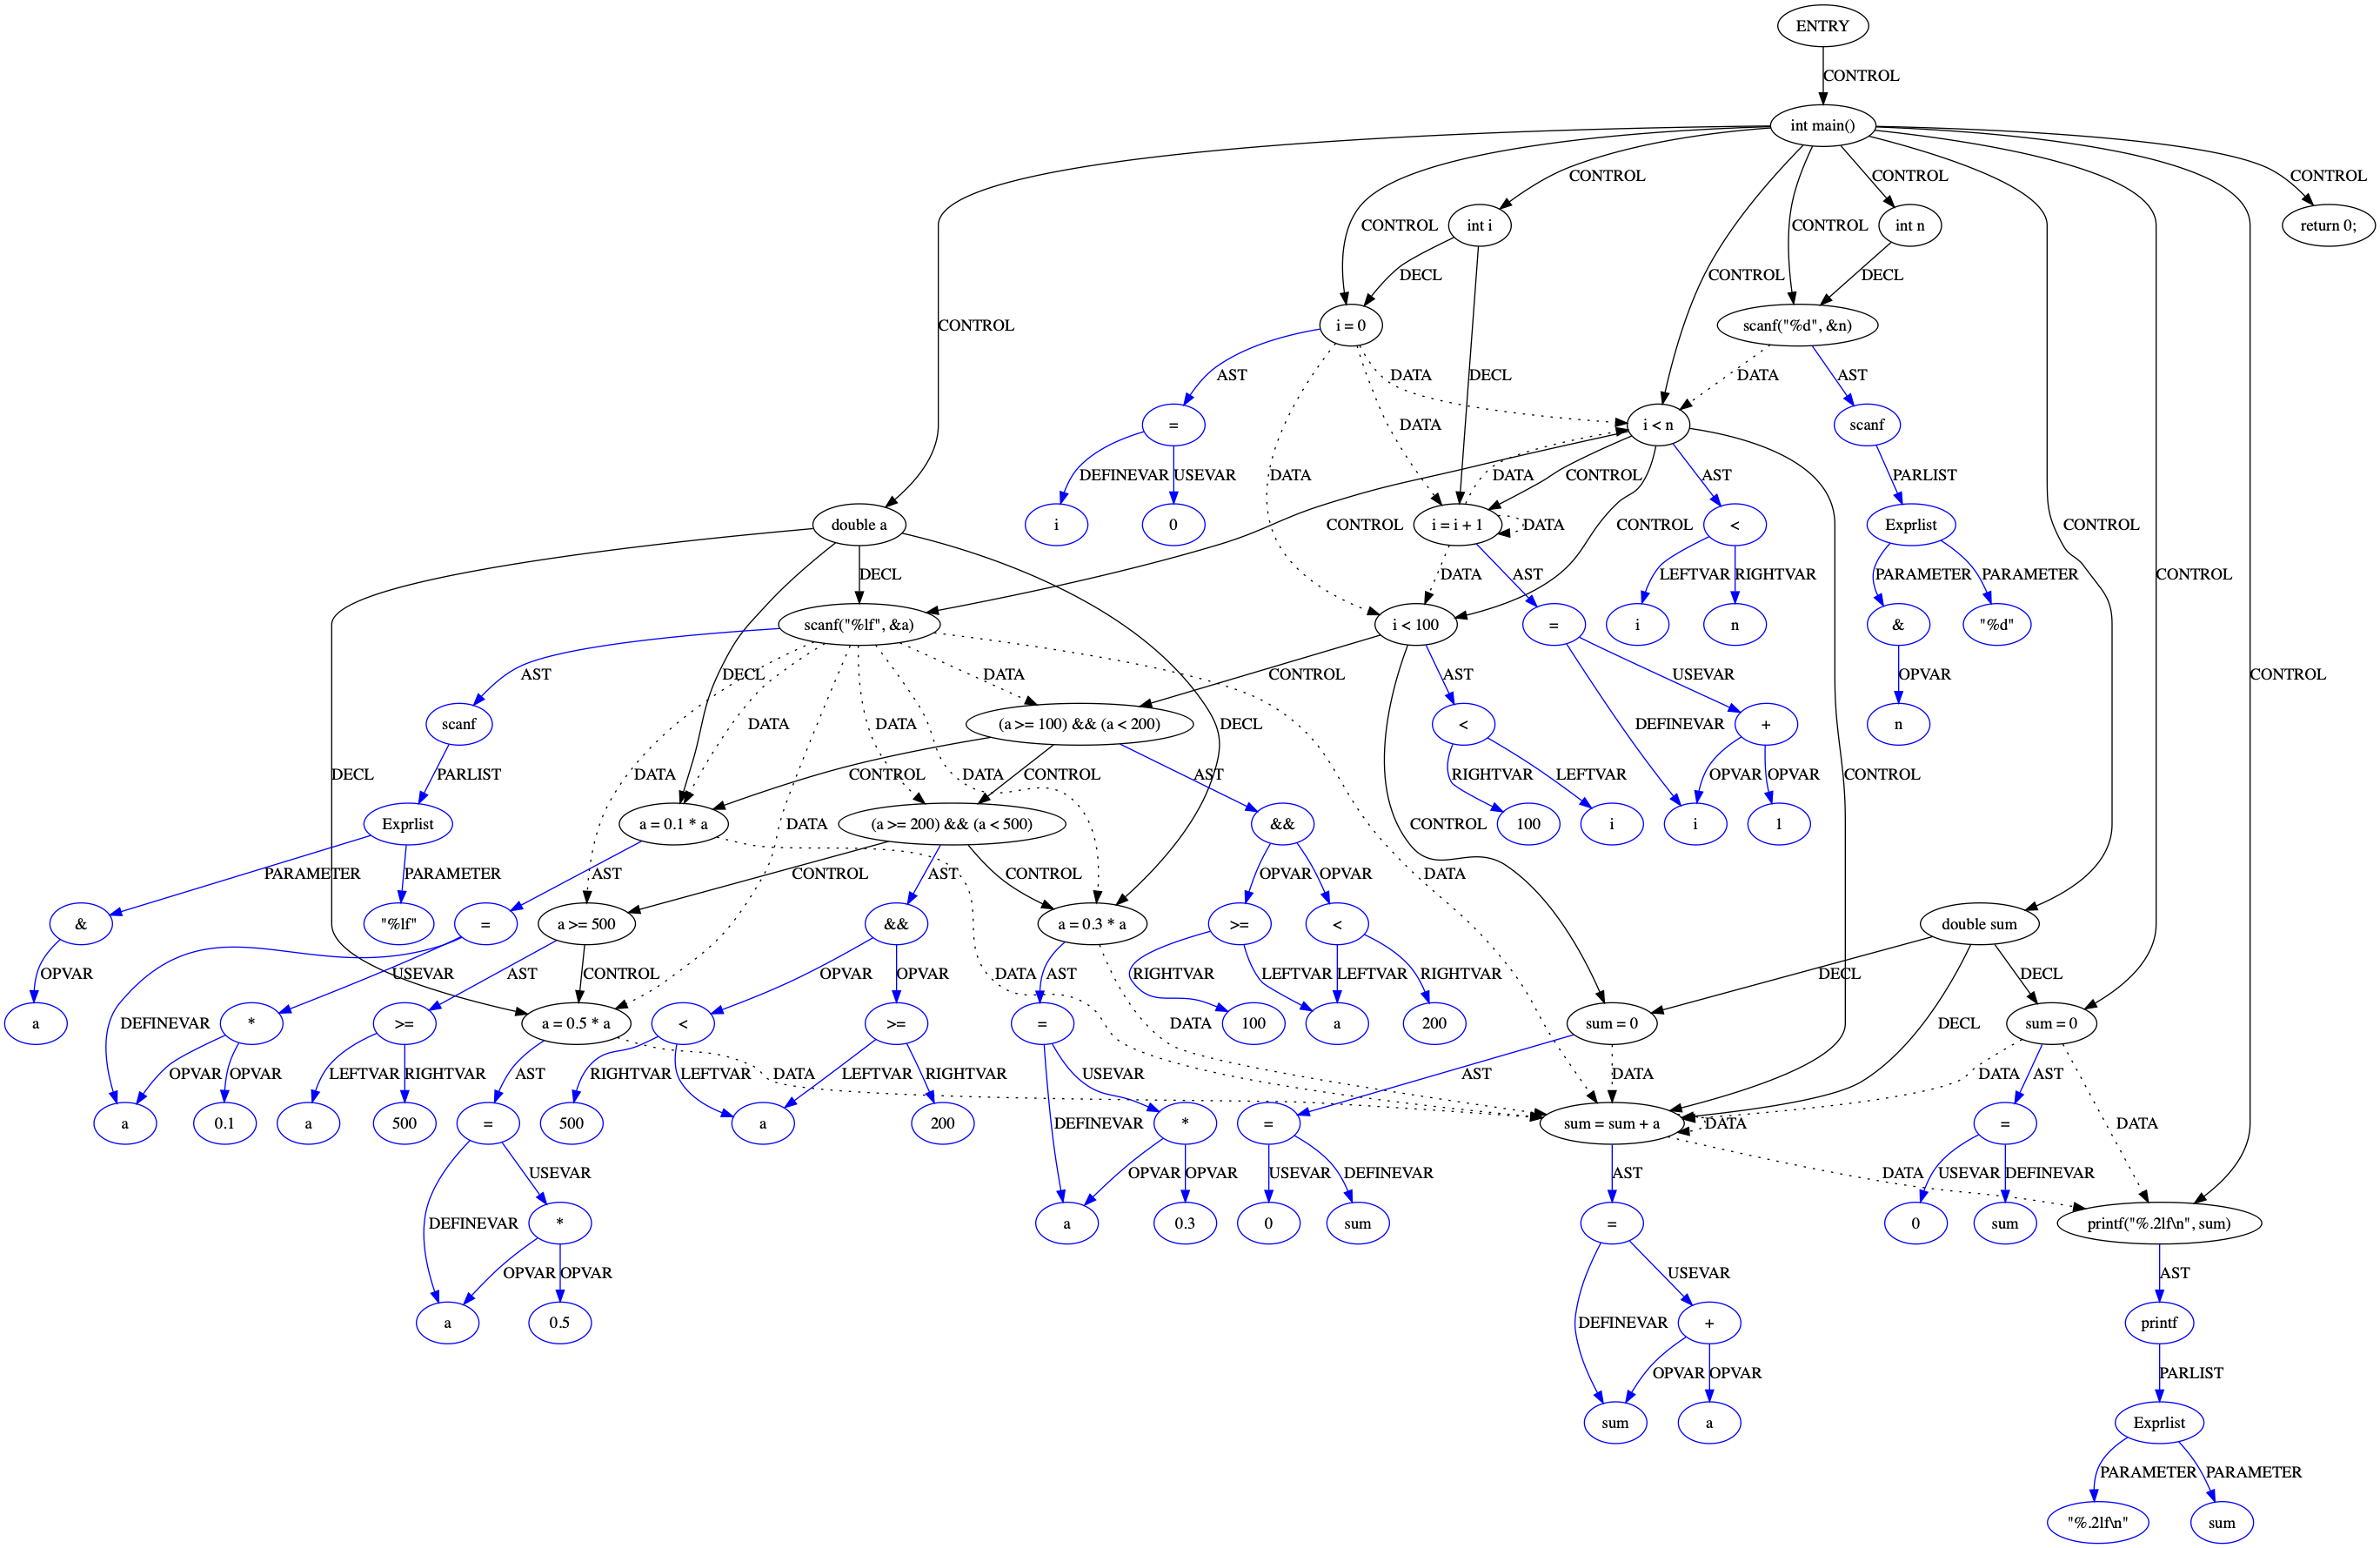 ENTRY
CONTROL
int main()
CONTROL
CONTROL
CONTROL
return 0;
int i
int n
CONTROL
CONTROL
DECL
CONTROL
DECL
CONTROL
CONTROL
i = 0
scanf("%d", &n)
AST
DATA
DECL
DATA
AST
=
i < n
scanf
DEFINEVAR
USEVAR
DATA
DATA
DATA
CONTROL
AST
PARLIST
double a
i
0
CONTROL
i = i + 1
DATA
CONTROL
<
Exprlist
CONTROL
DECL
DATA
AST
LEFTVAR
RIGHTVAR
PARAMETER
PARAMETER
CONTROL
scanf("%lf", &a)
i < 100
=
i
n
&
"%d"
AST
DECL
DATA
CONTROL
AST
USEVAR
OPVAR
CONTROL
scanf
DATA
DATA
(a >= 100) && (a < 200)
DECL
<
DEFINEVAR
+
n
DECL
PARLIST
DATA
CONTROL
DATA
CONTROL
AST
RIGHTVAR
LEFTVAR
OPVAR
OPVAR
CONTROL
Exprlist
a = 0.1 * a
DATA
(a >= 200) && (a < 500)
&&
CONTROL
100
i
i
1
PARAMETER
PARAMETER
AST
CONTROL
AST
CONTROL
OPVAR
OPVAR
DATA
&
"%lf"
=
a >= 500
&&
a = 0.3 * a
>=
<
double sum
OPVAR
USEVAR
AST
CONTROL
OPVAR
OPVAR
DATA
AST
RIGHTVAR
LEFTVAR
LEFTVAR
RIGHTVAR
DECL
DECL
a
DEFINEVAR
*
>=
a = 0.5 * a
<
>=
=
DATA
100
a
200
sum = 0
DECL
sum = 0
OPVAR
OPVAR
LEFTVAR
RIGHTVAR
AST
RIGHTVAR
LEFTVAR
DATA
LEFTVAR
RIGHTVAR
USEVAR
AST
DATA
DATA
AST
a
0.1
a
500
=
500
a
200
DEFINEVAR
*
=
sum = sum + a
DATA
=
DATA
USEVAR
OPVAR
OPVAR
USEVAR
DEFINEVAR
AST
DATA
USEVAR
DEFINEVAR
DEFINEVAR
*
a
0.3
0
sum
=
0
sum
printf("%.2lf\n", sum)
OPVAR
OPVAR
USEVAR
AST
a
0.5
DEFINEVAR
+
printf
OPVAR
OPVAR
PARLIST
sum
a
Exprlist
PARAMETER
PARAMETER
"%.2lf\n"
sum